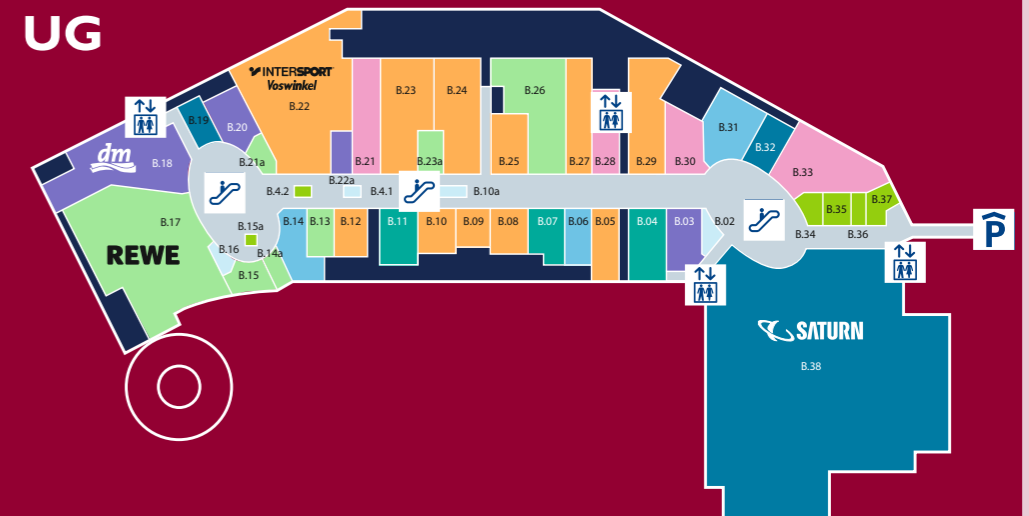 UG
INTERSPORT
Voswinkel
B.22
B.23
B.24
B.26
B.19
B.20
B.31
B.32
dm
B.18
B.21a
B.21
B.23a
B.25
B.27
B.28
B.29
B.30
B.33
B.22a
B.4.2
B.4.1
B.10a
B.37
B.35
B.17
B.15a
B.14
B.13
B.12
B.11
B.10
B.09
B.08
B.07
B.06
B.05
B.04
B.03
B.02
B.34
B.36
P
REWE
B.16
B.14a
B.15
SATURN
B.38